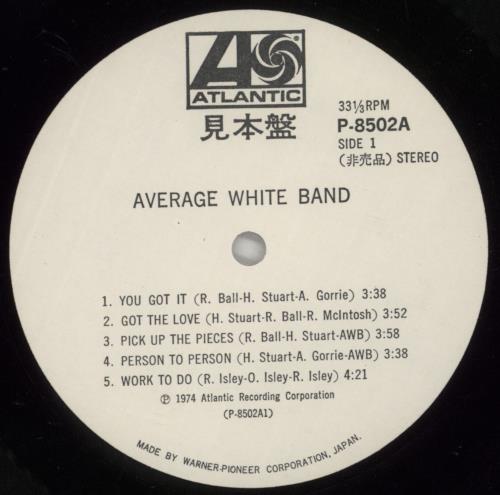 ATLANTIC
見本盤
33⅓RPM
P-8502A
SIDE 1
(非売品) STEREO
AVERAGE WHITE BAND
1. YOU GOT IT (R. Ball-H. Stuart-A. Gorrie) 3:38
2. GOT THE LOVE (H. Stuart-R. Ball-R. McIntosh) 3:52
3. PICK UP THE PIECES (R. Ball-H. Stuart-AWB) 3:58
4. PERSON TO PERSON (H. Stuart-A. Gorrie-AWB) 3:38
5. WORK TO DO (R. Isley-O. Isley-R. Isley) 4:21
℗ 1974 Atlantic Recording Corporation
(P-8502A1)
MADE BY WARNER-PIONEER CORPORATION, JAPAN.